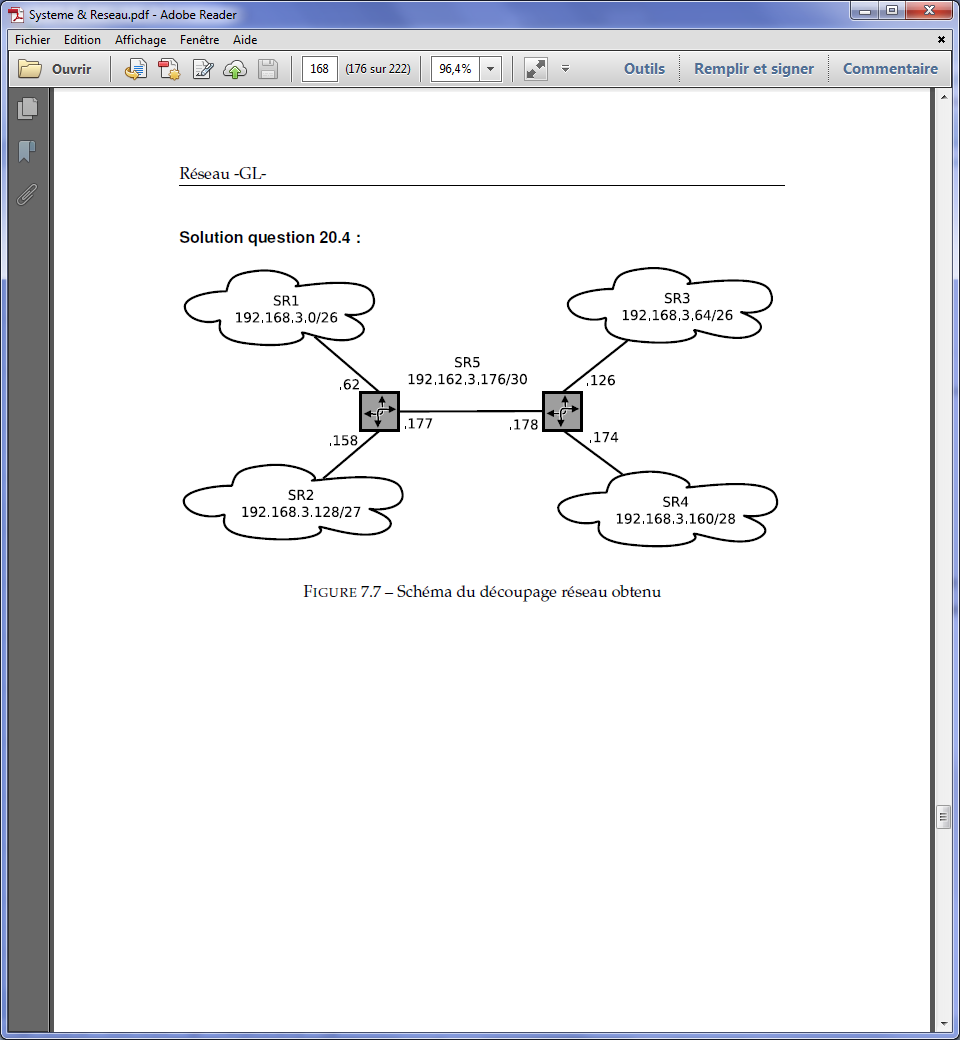 Systeme & Reseau.pdf - Adobe Reader
Fichier Edition Affichage Fenêtre Aide
Ouvrir 168 (176 sur 222) 96,4% Outils Remplir et signer Commentaire
Réseau -GL-
Solution question 20.4 :
SR1
192.168.3.0/26
SR3
192.168.3.64/26
SR5
192.162.3.176/30
.62
.126
.177
.178
.158
.174
SR2
192.168.3.128/27
SR4
192.168.3.160/28
FIGURE 7.7 – Schéma du découpage réseau obtenu